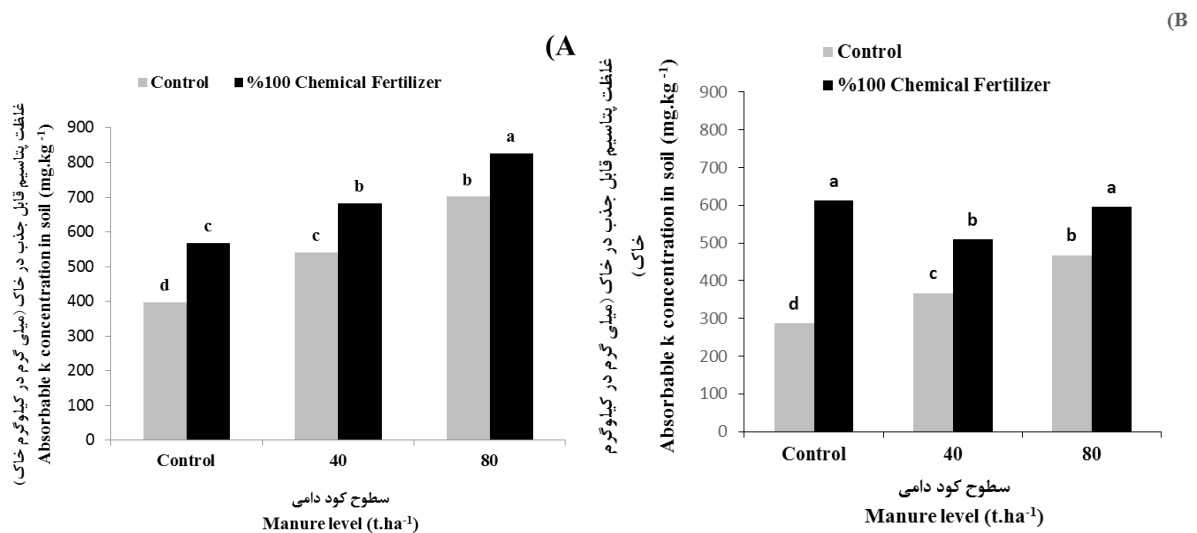 (A
Control %100 Chemical Fertilizer
غلظت پتاسیم قابل جذب در خاک (میلی گرم در کیلوگرم خاک)
Absorbable k concentration in soil (mg.kg -1)
900
800
700
600
500
400
300
200
100
0
d
c
c
b
b
a
Control 40 80
سطوح کود دامی
Manure level (t.ha-1)
(B
Control
%100 Chemical Fertilizer
غلظت پتاسیم قابل جذب در خاک (میلی گرم در کیلوگرم
خاک)
Absorbable k concentration in soil (mg.kg -1)
900
800
700
600
500
400
300
200
100
0
d
a
c
b
b
a
Control 40 80
سطوح کود دامی
Manure level (t.ha-1)